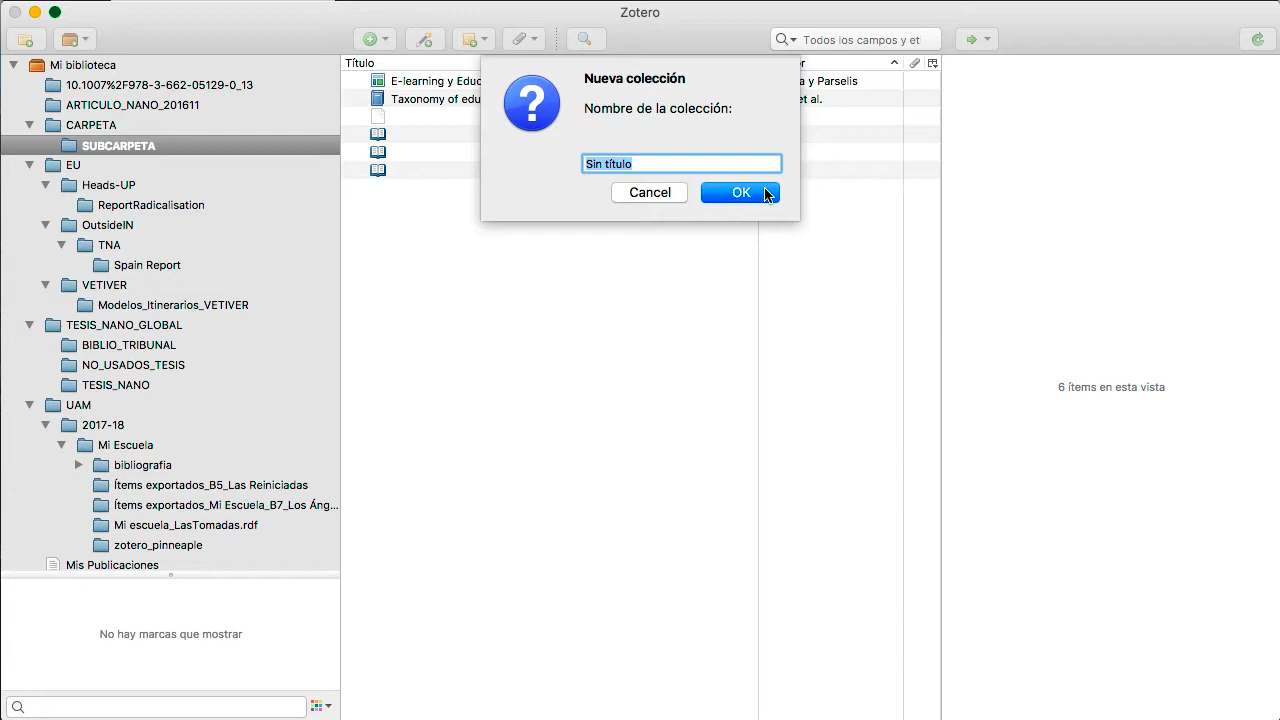 Zotero
Todos los campos y et
Mi biblioteca
10.1007%2F978-3-662-05129-0_13
ARTICULO_NANO_201611
CARPETA
SUBCARPETA
EU
Heads-UP
ReportRadicalisation
OutsideIN
TNA
Spain Report
VETIVER
Modelos_Itinerarios_VETIVER
TESIS_NANO_GLOBAL
BIBLIO_TRIBUNAL
NO_USADOS_TESIS
TESIS_NANO
UAM
2017-18
Mi Escuela
bibliografia
Ítems exportados_B5_Las Reiniciadas
Ítems exportados_Mi Escuela_B7_Los Áng...
Mi escuela_LasTomadas.rdf
zotero_pinneaple
Mis Publicaciones
No hay marcas que mostrar
Título
r
E-learning y Educ
a y Parselis
Taxonomy of edu
et al.
Nueva colección
Nombre de la colección:
Sin título
Cancel
OK
6 ítems en esta vista